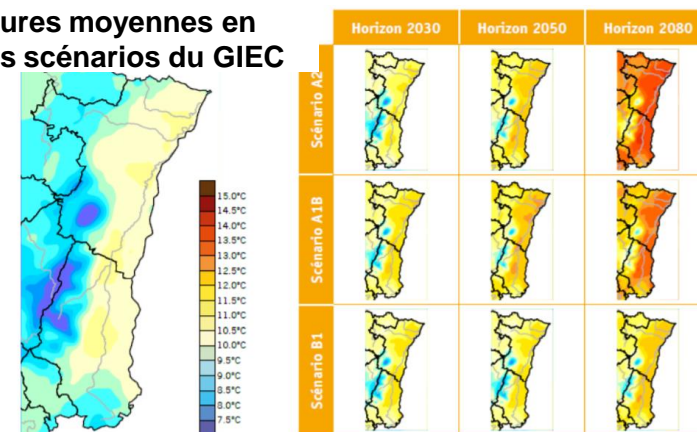 ures moyennes en
s scénarios du GIEC
Horizon 2030
Horizon 2050
Horizon 2080
Scénario A2
Scénario A1B
Scénario B1
15.0°C
14.5°C
14.0°C
13.5°C
13.0°C
12.5°C
12.0°C
11.5°C
11.0°C
10.5°C
10.0°C
9.5°C
9.0°C
8.5°C
8.0°C
7.5°C